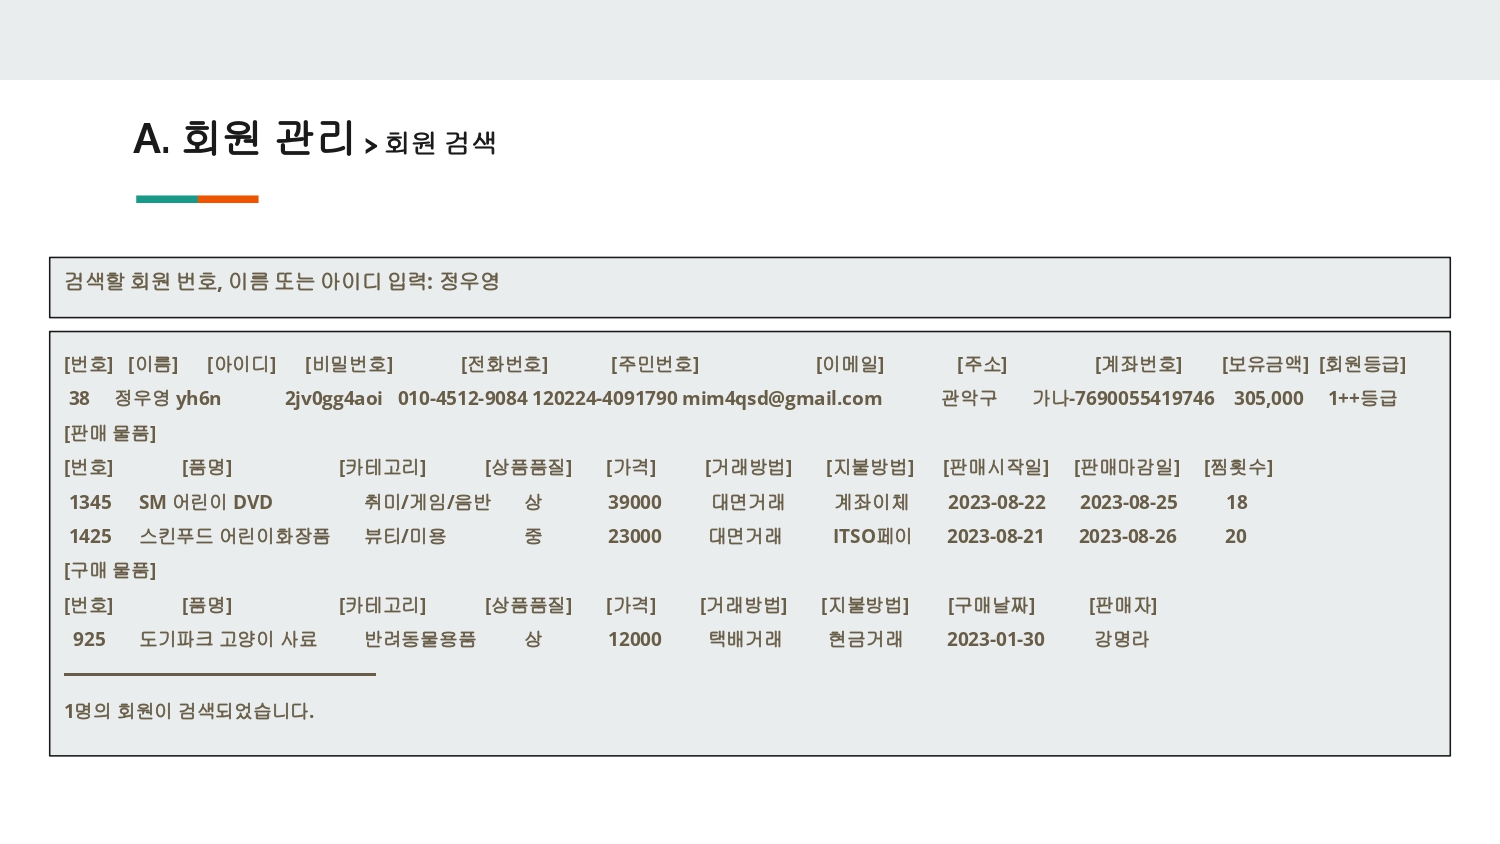 A. 회원 관리 > 회원 검색
검색할 회원 번호, 이름 또는 아이디 입력: 정우영
[번호] [이름] [아이디] [비밀번호] [전화번호] [주민번호] [이메일] [주소] [계좌번호] [보유금액] [회원등급]
38 정우영 yh6n 2jv0gg4aoi 010-4512-9084 120224-4091790 mim4qsd@gmail.com 관악구 가나-7690055419746 305,000 1++등급
[판매 물품]
[번호] [품명] [카테고리] [상품품질] [가격] [거래방법] [지불방법] [판매시작일] [판매마감일] [찜횟수]
1345 SM 어린이 DVD 취미/게임/음반 상 39000 대면거래 계좌이체 2023-08-22 2023-08-25 18
1425 스킨푸드 어린이화장품 뷰티/미용 중 23000 대면거래 ITSO페이 2023-08-21 2023-08-26 20
[구매 물품]
[번호] [품명] [카테고리] [상품품질] [가격] [거래방법] [지불방법] [구매날짜] [판매자]
925 도기파크 고양이 사료 반려동물용품 상 12000 택배거래 현금거래 2023-01-30 강명라
1명의 회원이 검색되었습니다.